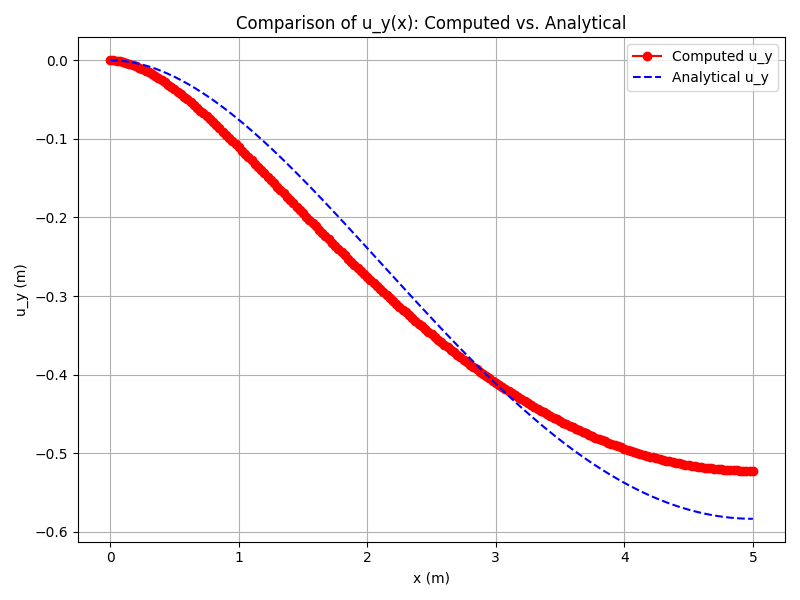 Comparison of u_y(x): Computed vs. Analytical
Computed u_y
Analytical u_y
0.0
−0.1
−0.2
−0.3
−0.4
−0.5
−0.6
u_y (m)
0 1 2 3 4 5
x (m)